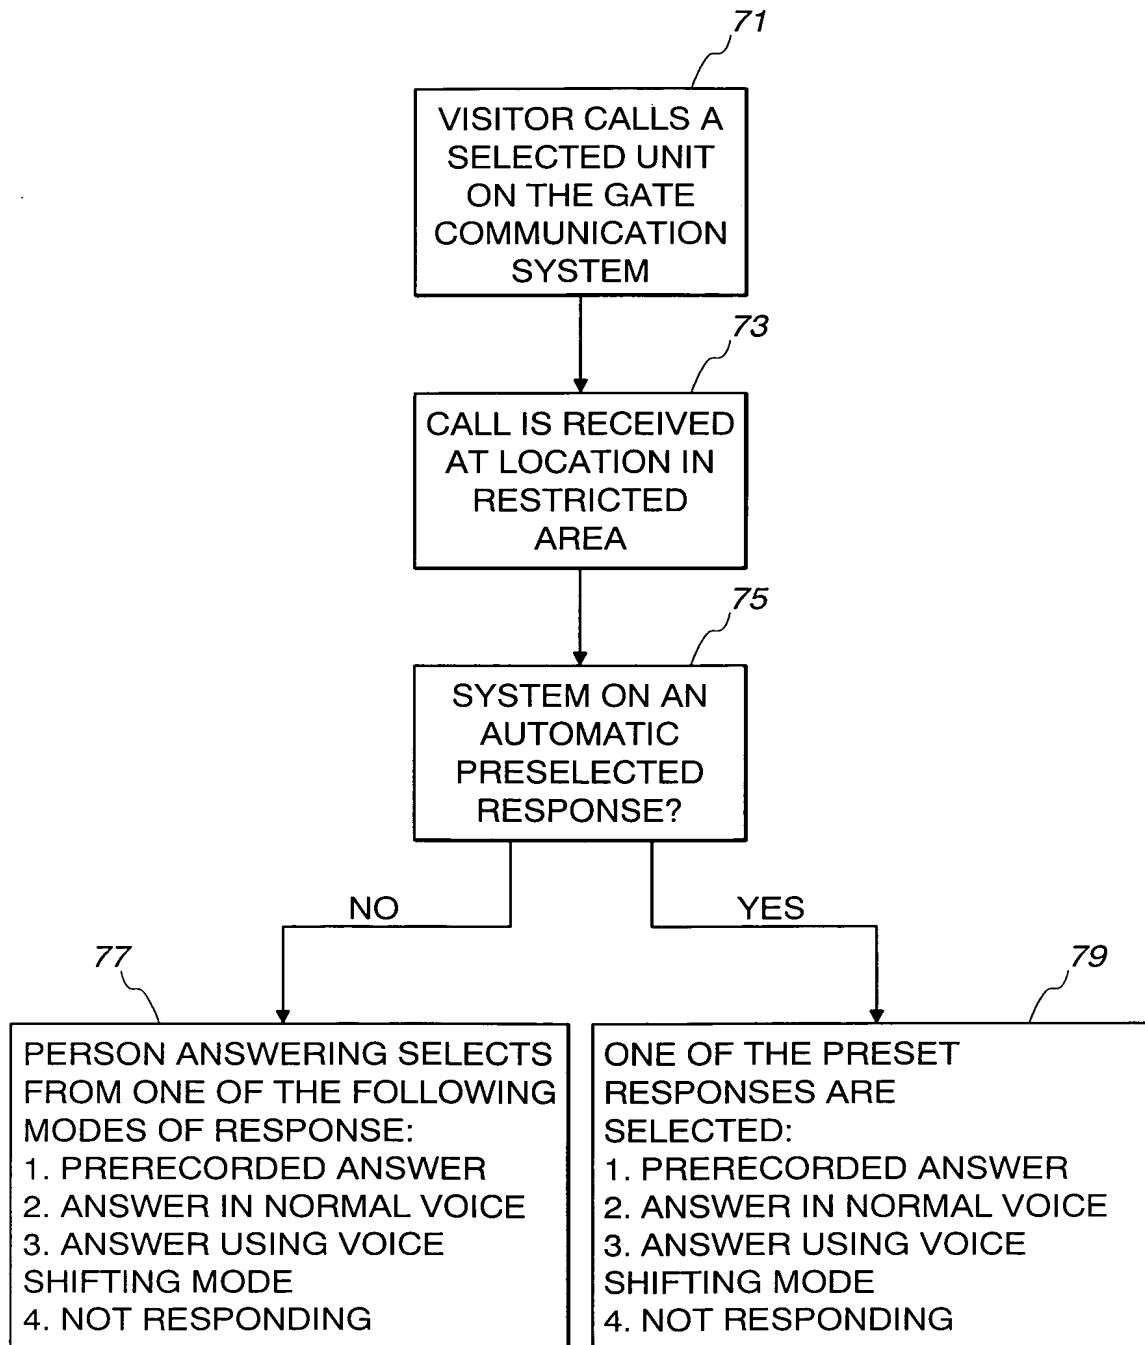 71
VISITOR CALLS A
SELECTED UNIT
ON THE GATE
COMMUNICATION
SYSTEM
73
CALL IS RECEIVED
AT LOCATION IN
RESTRICTED
AREA
75
SYSTEM ON AN
AUTOMATIC
PRESELECTED
RESPONSE?
NO
YES
77
PERSON ANSWERING SELECTS
FROM ONE OF THE FOLLOWING
MODES OF RESPONSE:
1. PRERECORDED ANSWER
2. ANSWER IN NORMAL VOICE
3. ANSWER USING VOICE
SHIFTING MODE
4. NOT RESPONDING
79
ONE OF THE PRESET
RESPONSES ARE
SELECTED:
1. PRERECORDED ANSWER
2. ANSWER IN NORMAL VOICE
3. ANSWER USING VOICE
SHIFTING MODE
4. NOT RESPONDING